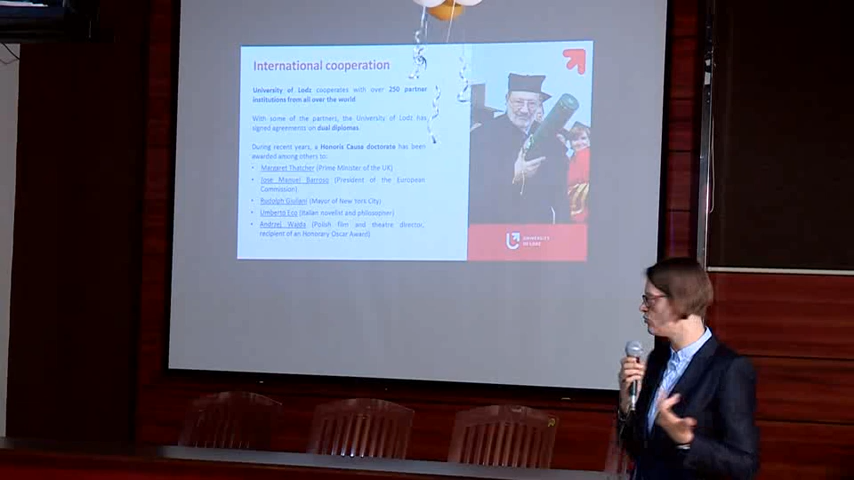 International cooperation
University of Lodz cooperates with over 250 partner
institutions from all over the world
With some of the partners, the University of Lodz has
signed agreements on dual diplomas
During recent years, a Honoris Causa doctorate has been
awarded among others to:
• Margaret Thatcher (Prime Minister of the UK)
• José Manuel Barroso (President of the European
Commission)
• Rudolph Giuliani (Mayor of New York City)
• Umberto Eco (Italian novelist and philosopher)
• Andrzej Wajda (Polish film and theatre director,
recipient of an Honorary Oscar Award)
UNIVERSITY
OF LODZ